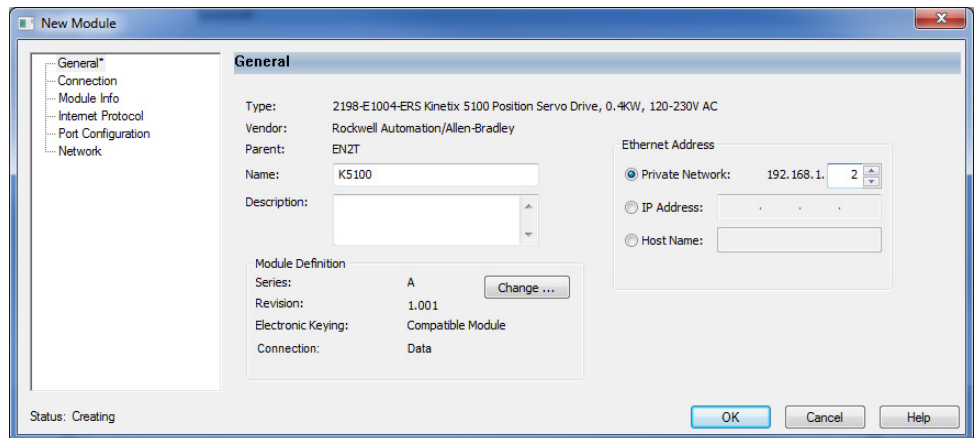 New Module
General*
Connection
Module Info
Internet Protocol
Port Configuration
Network
General
Type: 2198-E1004-ERS Kinetix 5100 Position Servo Drive, 0.4KW, 120-230V AC
Vendor: Rockwell Automation/Allen-Bradley
Parent: EN2T
Name: K5100
Description:
Ethernet Address
Private Network: 192.168.1. 2
IP Address: . . .
Host Name:
Module Definition
Series: A
Change ...
Revision: 1.001
Electronic Keying: Compatible Module
Connection: Data
Status: Creating
OK Cancel Help